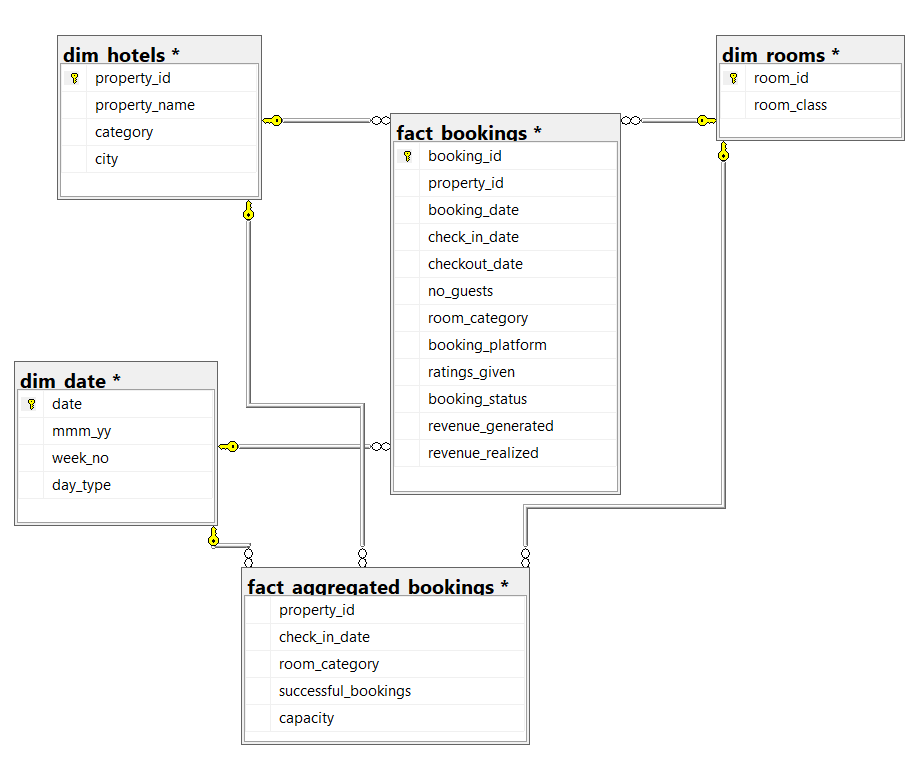 dim_hotels *
property_id
property_name
category
city
dim_rooms *
room_id
room_class
fact_bookings *
booking_id
property_id
booking_date
check_in_date
checkout_date
no_guests
room_category
booking_platform
ratings_given
booking_status
revenue_generated
revenue_realized
dim_date *
date
mmm_yy
week_no
day_type
fact_aggregated_bookings *
property_id
check_in_date
room_category
successful_bookings
capacity